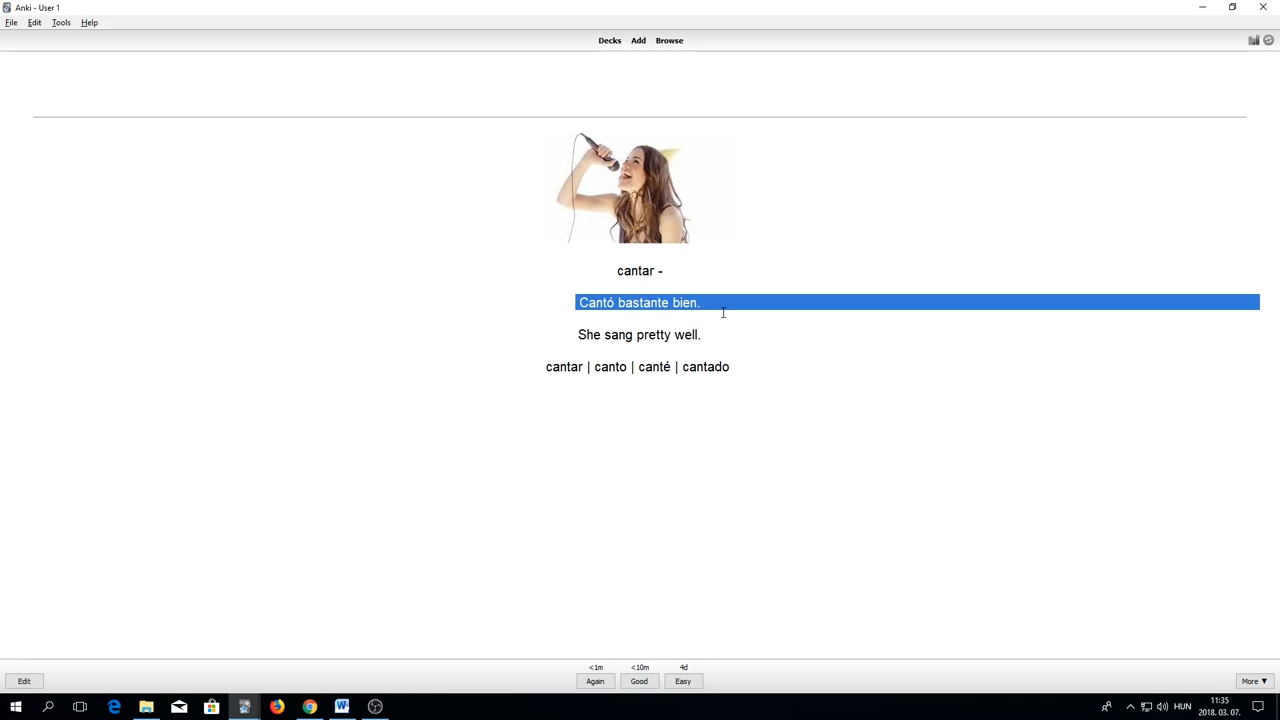 Anki - User 1
File Edit Tools Help
Decks Add Browse
cantar -
Cantó bastante bien.
She sang pretty well.
cantar | canto | canté | cantado
<1m <10m 4d
Edit Again Good Easy More ▼
HUN 11:35
2018. 03. 07.